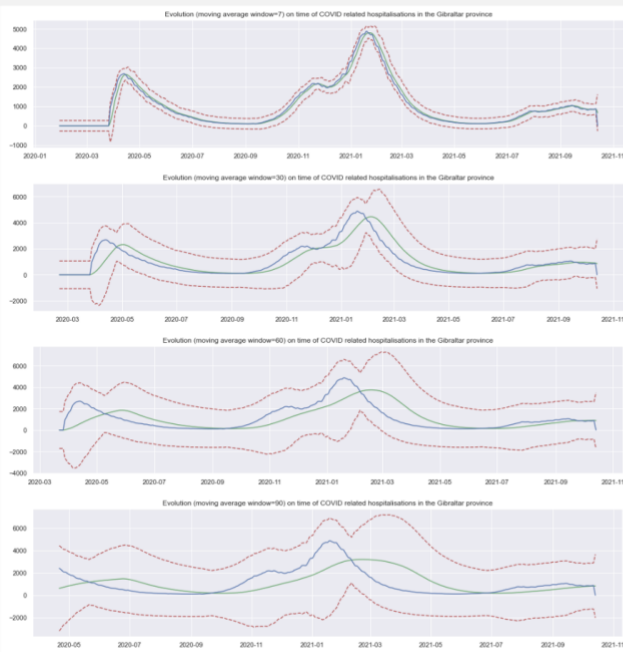 Evolution (moving average window=7) on time of COVID related hospitalisations in the Gibraltar province
5000
4000
3000
2000
1000
0
−1000
2020-01 2020-03 2020-05 2020-07 2020-09 2020-11 2021-01 2021-03 2021-05 2021-07 2021-09 2021-11
Evolution (moving average window=30) on time of COVID related hospitalisations in the Gibraltar province
6000
4000
2000
0
−2000
2020-03 2020-05 2020-07 2020-09 2020-11 2021-01 2021-03 2021-05 2021-07 2021-09 2021-11
Evolution (moving average window=60) on time of COVID related hospitalisations in the Gibraltar province
6000
4000
2000
0
−2000
−4000
2020-03 2020-05 2020-07 2020-09 2020-11 2021-01 2021-03 2021-05 2021-07 2021-09 2021-11
Evolution (moving average window=90) on time of COVID related hospitalisations in the Gibraltar province
6000
4000
2000
0
−2000
2020-05 2020-07 2020-09 2020-11 2021-01 2021-03 2021-05 2021-07 2021-09 2021-11